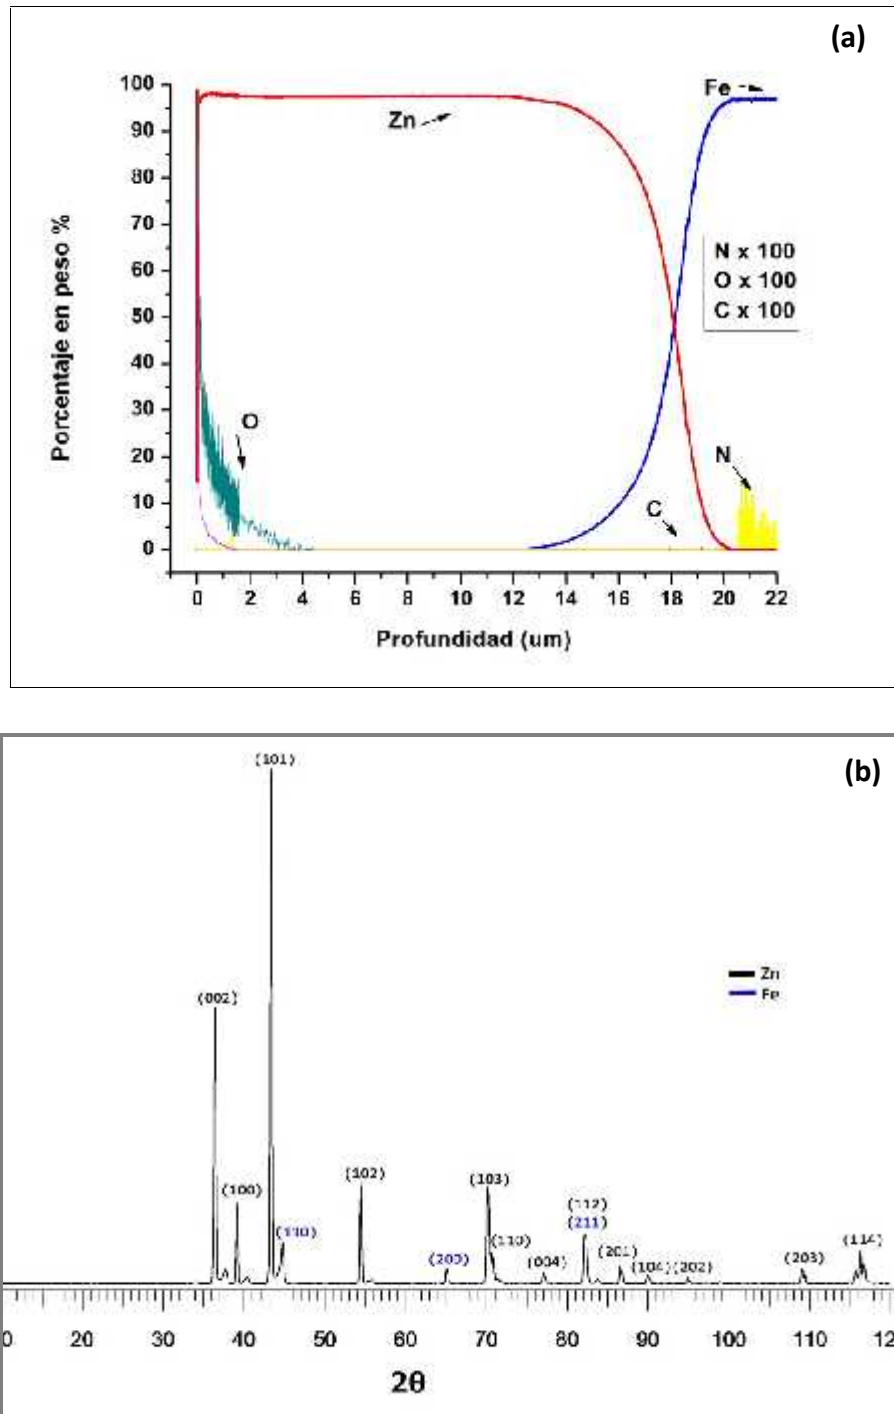 (a)
100
90
80
70
60
50
40
30
20
10
0
Porcentaje en peso %
Zn
Fe
N x 100
O x 100
C x 100
O
N
C
0 2 4 6 8 10 12 14 16 18 20 22
Profundidad (um)
(b)
(101)
(002)
(100)
(110)
(102)
(200)
(103)
(110)
(004)
(112)
(211)
(201)
(104)
(202)
(203)
(114)
Zn
Fe
0 20 30 40 50 60 70 80 90 100 110 12
2θ